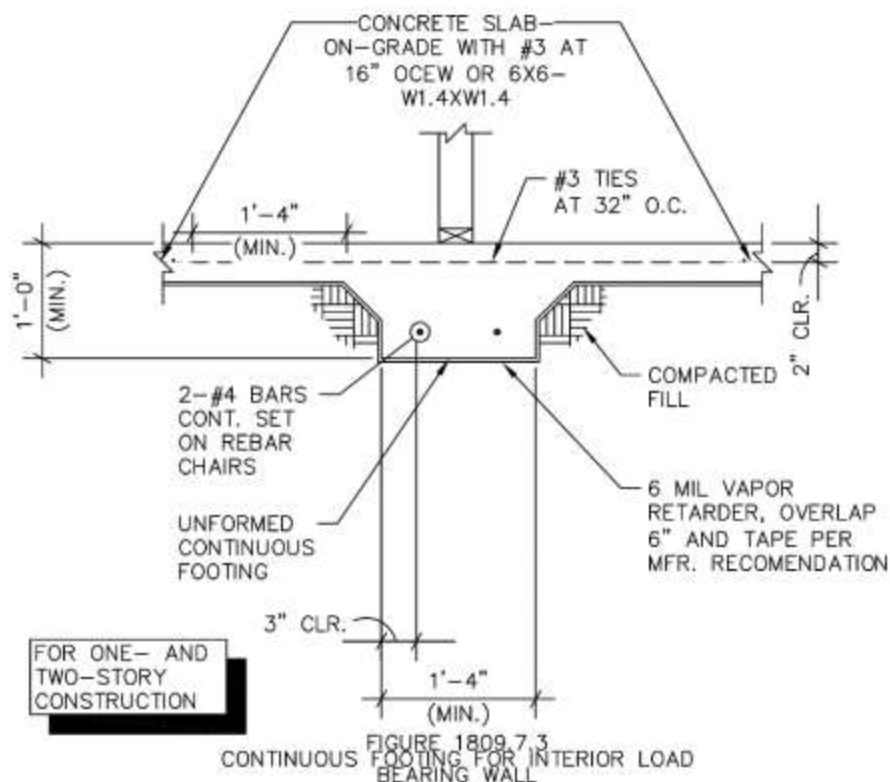 CONCRETE SLAB-
ON-GRADE WITH #3 AT
16" OCEW OR 6X6-
W1.4XW1.4
#3 TIES
AT 32" O.C.
1'-4"
(MIN.)
1'-0"
(MIN.)
2" CLR.
2-#4 BARS
CONT. SET
ON REBAR
CHAIRS
COMPACTED
FILL
UNFORMED
CONTINUOUS
FOOTING
6 MIL VAPOR
RETARDER, OVERLAP
6" AND TAPE PER
MFR. RECOMENDATION
3" CLR.
FOR ONE- AND
TWO-STORY
CONSTRUCTION
1'-4"
(MIN.)
FIGURE 1809.7.3
CONTINUOUS FOOTING FOR INTERIOR LOAD
BEARING WALL